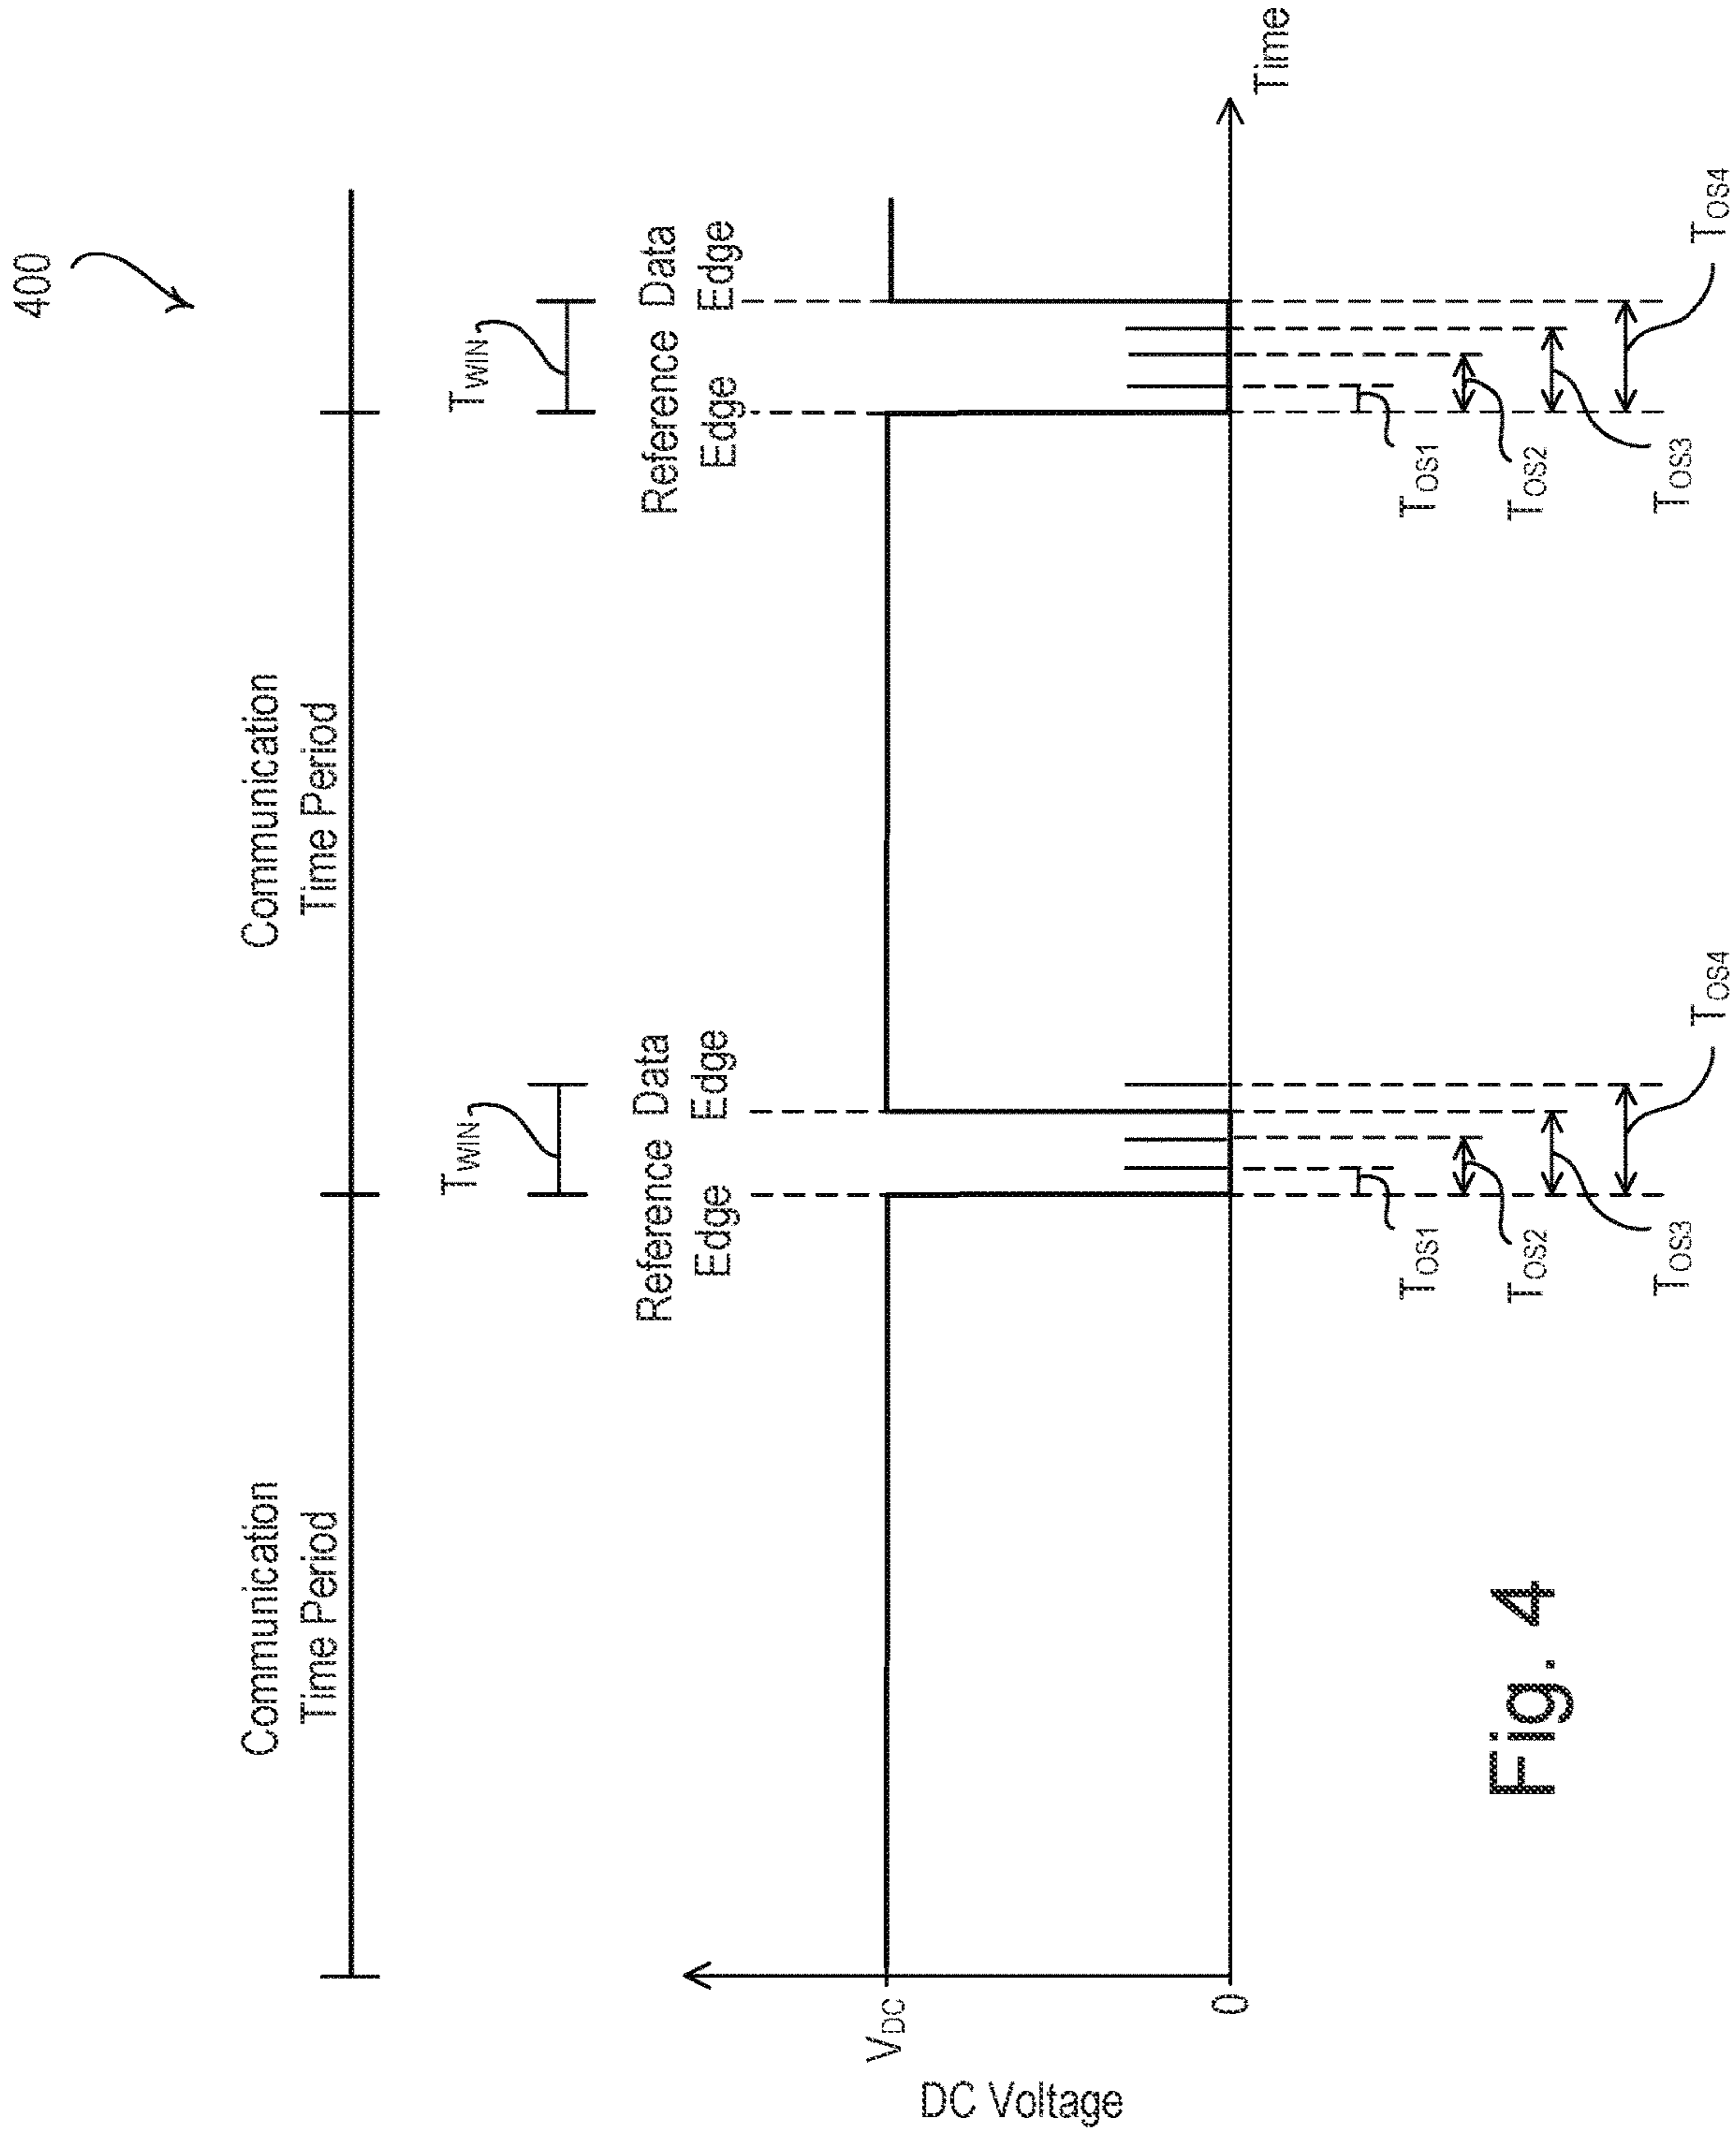 400
Communication
Time Period
Communication
Time Period
TWIN
TWIN
Reference Data
Edge Edge
Reference Data
Edge Edge
VDC
DC Voltage
0
Time
TOS1
TOS2
TOS3
TOS4
TOS1
TOS2
TOS3
TOS4
Fig. 4